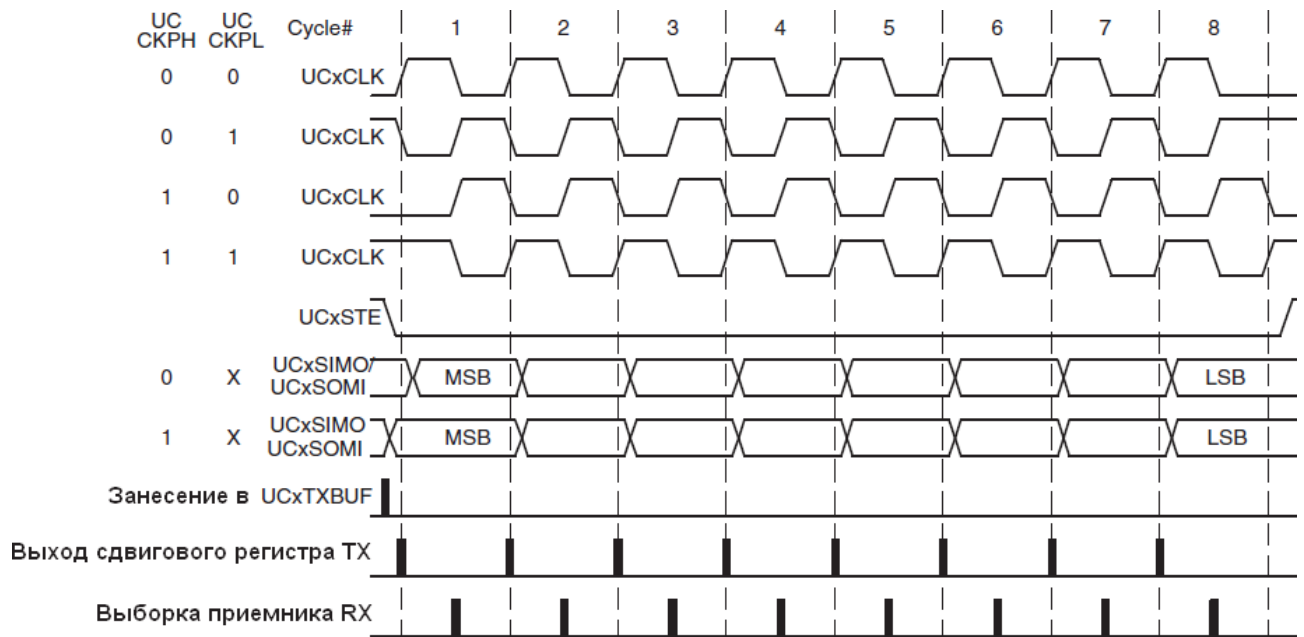 UC UC
CKPH CKPL Cycle# 1 2 3 4 5 6 7 8
0 0 UCxCLK
0 1 UCxCLK
1 0 UCxCLK
1 1 UCxCLK
UCxSTE
0 X UCxSIMO/
UCxSOMI MSB LSB
1 X UCxSIMO
UCxSOMI MSB LSB
Занесение в UCxTXBUF
Выход сдвигового регистра TX
Выборка приемника RX